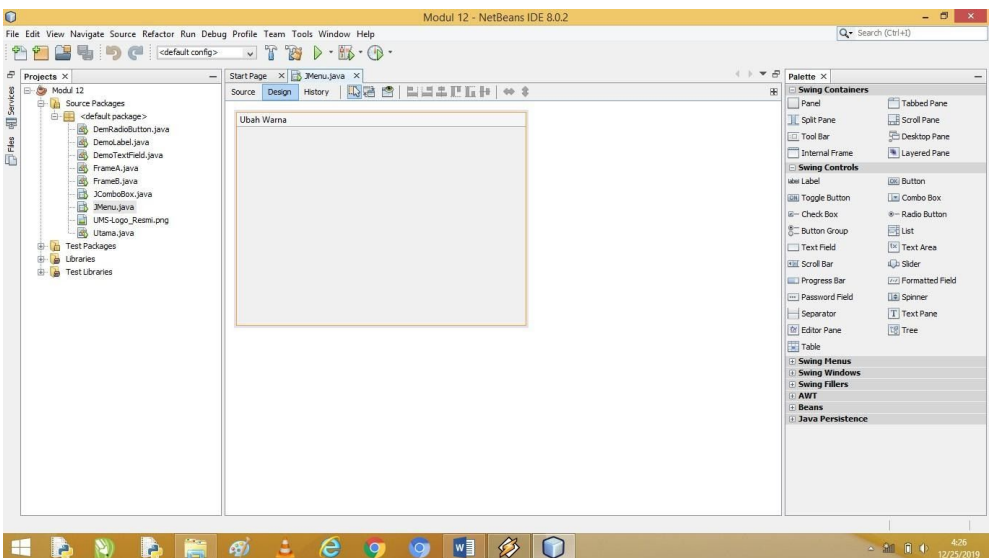 Modul 12 - NetBeans IDE 8.0.2
File Edit View Navigate Source Refactor Run Debug Profile Team Tools Window Help
Search (Ctrl+I)
<default config>
Projects
Services
Files
Modul 12
Source Packages
<default package>
DemRadioButton.java
DemoLabel.java
DemoTextField.java
FrameA.java
FrameB.java
JComboBox.java
JMenu.java
UMS-Logo_Resmi.png
Utama.java
Test Packages
Libraries
Test Libraries
Start Page JMenu.java
Source Design History
Ubah Warna
Palette
Swing Containers
Panel Tabbed Pane
Split Pane Scroll Pane
Tool Bar Desktop Pane
Internal Frame Layered Pane
Swing Controls
label Label OK Button
Toggle Button Combo Box
Check Box Radio Button
Button Group List
Text Field Text Area
Scroll Bar Slider
Progress Bar Formatted Field
Password Field Spinner
Separator Text Pane
Editor Pane Tree
Table
Swing Menus
Swing Windows
Swing Fillers
AWT
Beans
Java Persistence
4:26
12/25/2019